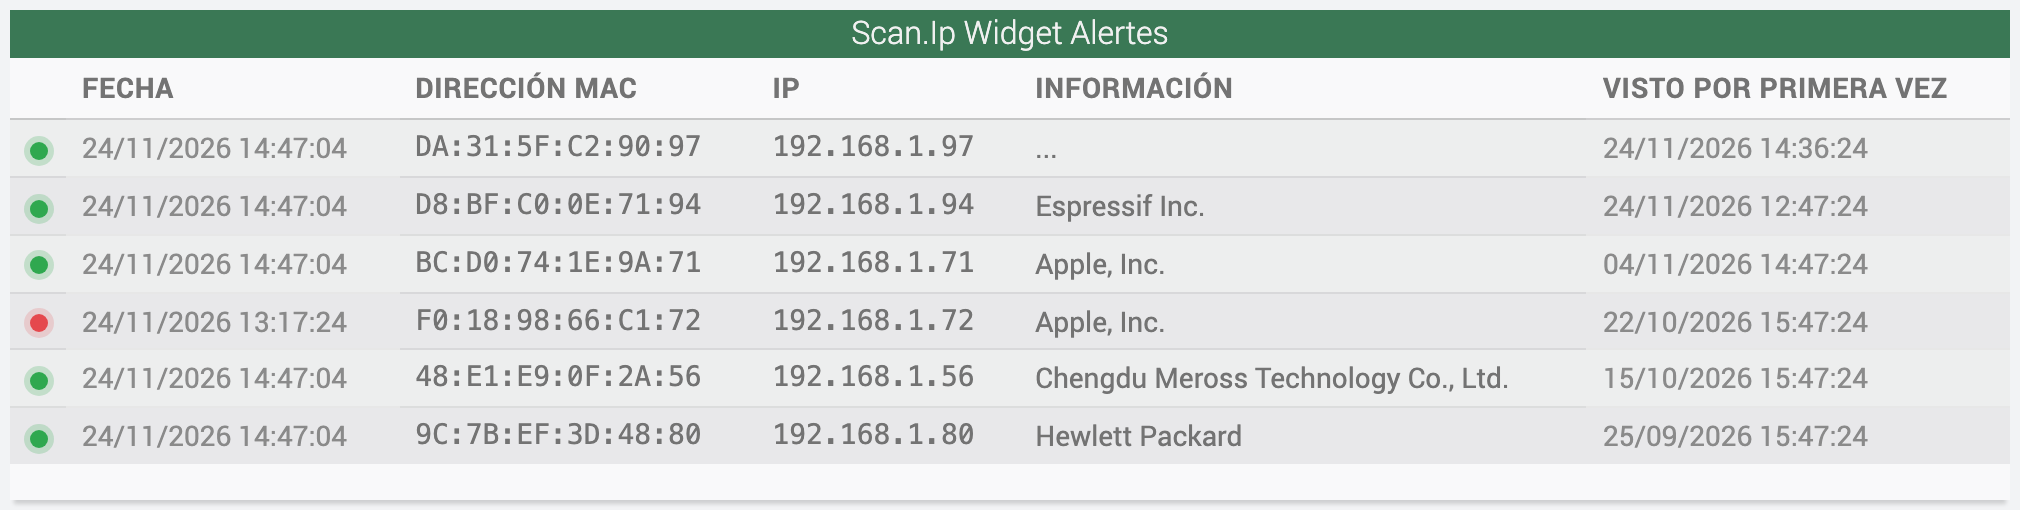 Scan.Ip Widget Alertes
FECHA DIRECCIÓN MAC IP INFORMACIÓN VISTO POR PRIMERA VEZ
24/11/2026 14:47:04 DA:31:5F:C2:90:97 192.168.1.97 ... 24/11/2026 14:36:24
24/11/2026 14:47:04 D8:BF:C0:0E:71:94 192.168.1.94 Espressif Inc. 24/11/2026 12:47:24
24/11/2026 14:47:04 BC:D0:74:1E:9A:71 192.168.1.71 Apple, Inc. 04/11/2026 14:47:24
24/11/2026 13:17:24 F0:18:98:66:C1:72 192.168.1.72 Apple, Inc. 22/10/2026 15:47:24
24/11/2026 14:47:04 48:E1:E9:0F:2A:56 192.168.1.56 Chengdu Meross Technology Co., Ltd. 15/10/2026 15:47:24
24/11/2026 14:47:04 9C:7B:EF:3D:48:80 192.168.1.80 Hewlett Packard 25/09/2026 15:47:24